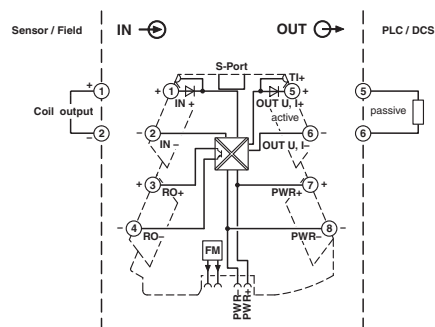 Sensor / Field
IN
OUT
PLC / DCS
S-Port
TI+
+ 1
+ 1
5 +
5
IN +
OUT U, I+
Coil output
active
passive
2
–
– 2
6 –
6
IN –
OUT U, I–
+ 3
7 +
RO+
PWR+
– 4
8 –
RO–
PWR–
FM
PWR–
PWR+